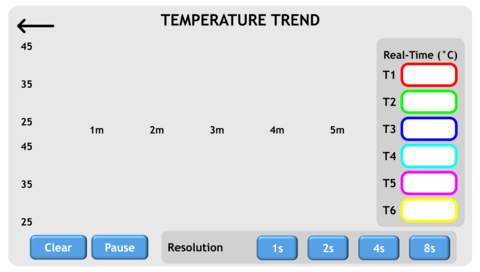 TEMPERATURE TREND
45
35
25
1m 2m 3m 4m 5m
45
35
25
Real-Time (°C)
T1
T2
T3
T4
T5
T6
Clear Pause Resolution 1s 2s 4s 8s